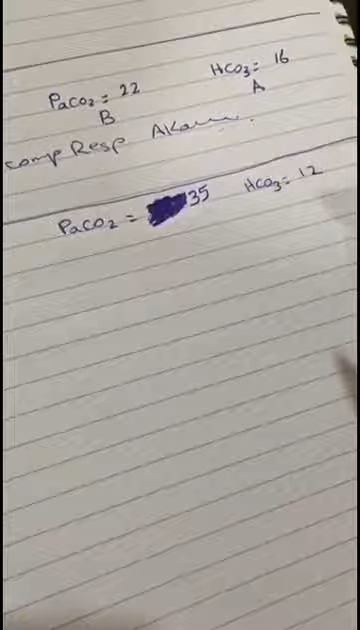 PaCO2 = 22 HCO3 = 16
B A
Comp Resp
PaCO2 = 35 HCO3 = 12